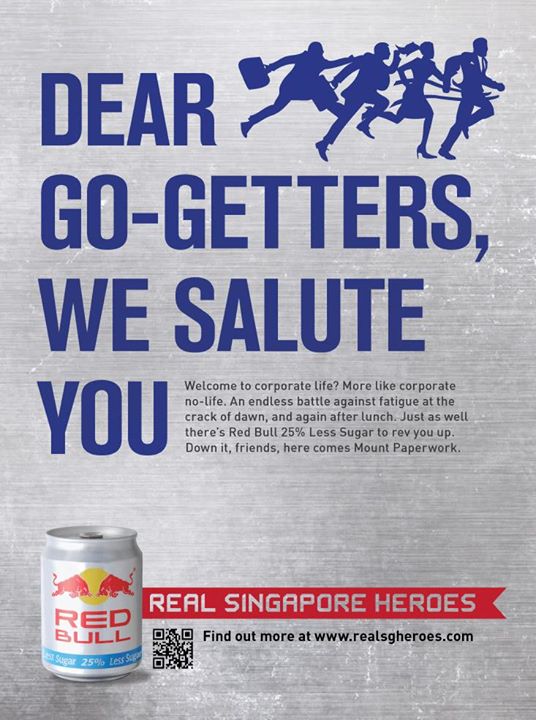 DEAR
GO-GETTERS,
WE SALUTE
YOU
Welcome to corporate life? More like corporate
no-life. An endless battle against fatigue at the
crack of dawn, and again after lunch. Just as well
there's Red Bull 25% Less Sugar to rev you up.
Down it, friends, here comes Mount Paperwork.
RED
BULL
Less Sugar 25% Less Sugar
REAL SINGAPORE HEROES
Find out more at www.realsgheroes.com